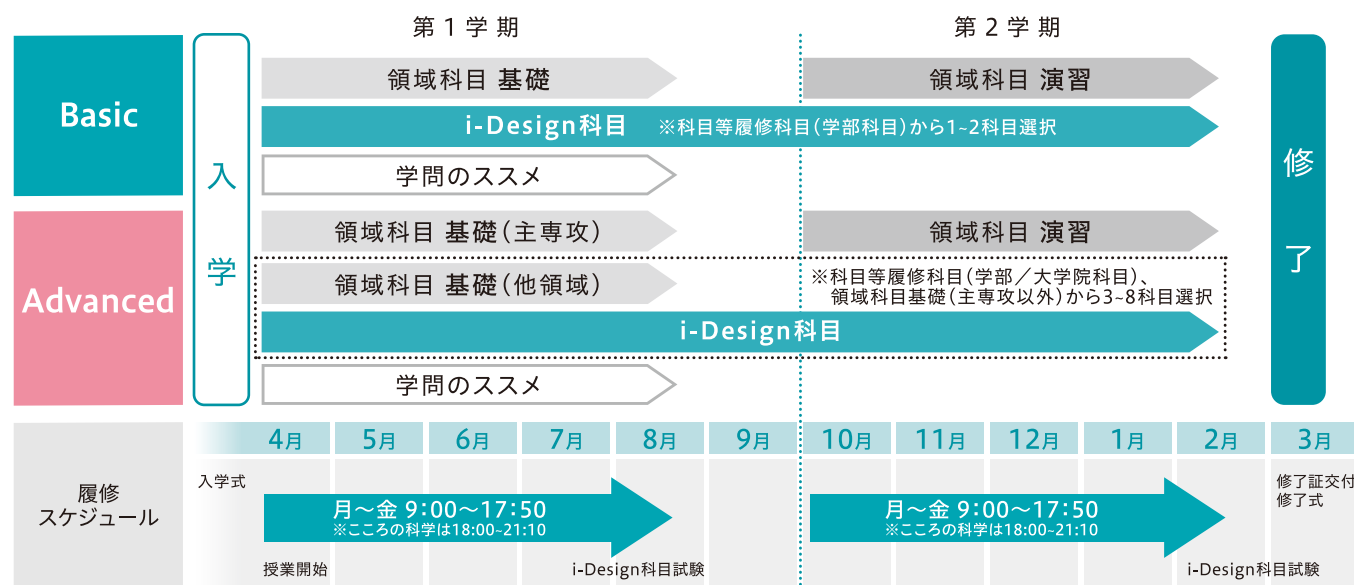 第1学期
第2学期
Basic
入学
領域科目 基礎
領域科目 演習
修了
i-Design科目 ※科目等履修科目(学部科目)から1~2科目選択
学問のススメ
Advanced
領域科目 基礎(主専攻)
領域科目 演習
領域科目 基礎(他領域)
※科目等履修科目(学部/大学院科目)、
領域科目基礎(主専攻以外)から3~8科目選択
i-Design科目
学問のススメ
履修
スケジュール
4月 5月 6月 7月 8月 9月 10月 11月 12月 1月 2月 3月
入学式
月〜金 9:00〜17:50
※こころの科学は18:00~21:10
月〜金 9:00〜17:50
※こころの科学は18:00~21:10
修了証交付
修了式
授業開始
i-Design科目試験
i-Design科目試験